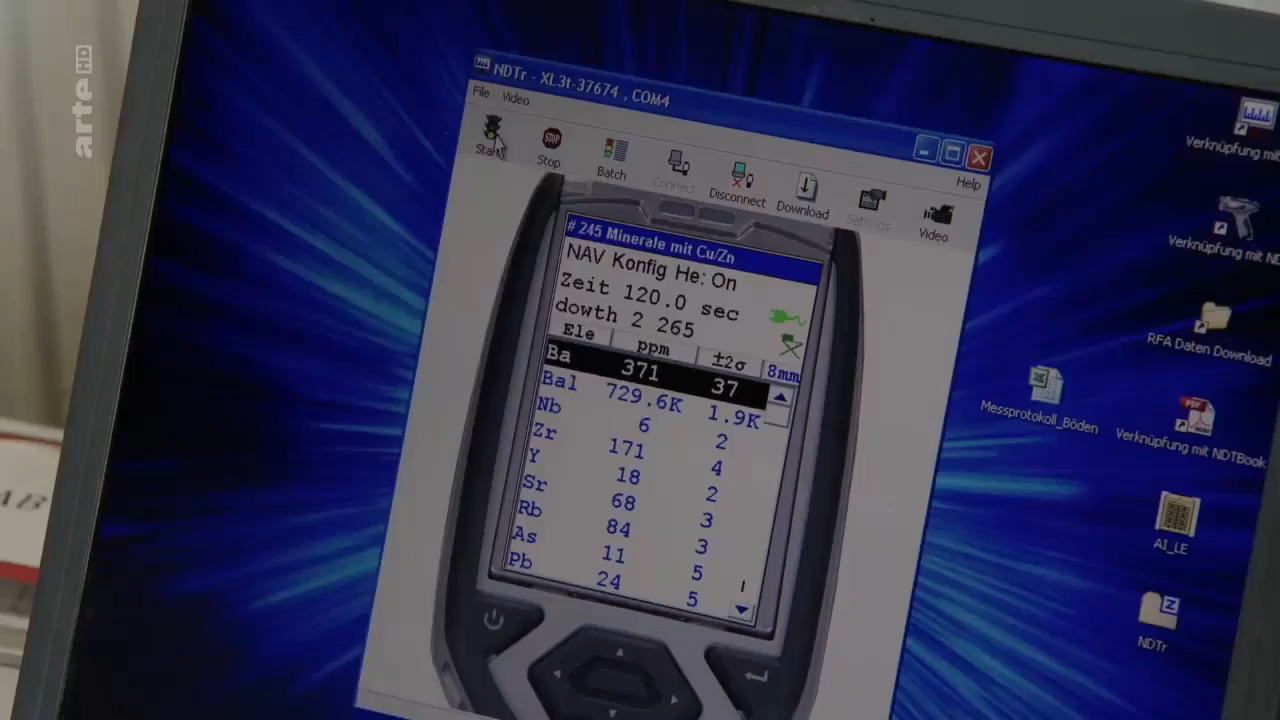 arte HD
NDTr - XL3t-37674 , COM4
File Video Help
Start Stop Batch Connect Disconnect Download Settings Video
# 245 Minerale mit Cu/Zn
NAV Konfig He: On
Zeit 120.0 sec
dowth 2 265
Ele ppm ±2σ 8mm
Ba 371 37
Bal 729.6K 1.9K
Nb 6 2
Zr 171 4
Y 18 2
Sr 68 3
Rb 84 3
As 11 5
Pb 24 5
Verknüpfung mi
Verknüpfung mit ND
RFA Daten Download
Messprotokoll_Böden
PDF
Verknüpfung mit NDTBook
AI_LE
NDTr
AB